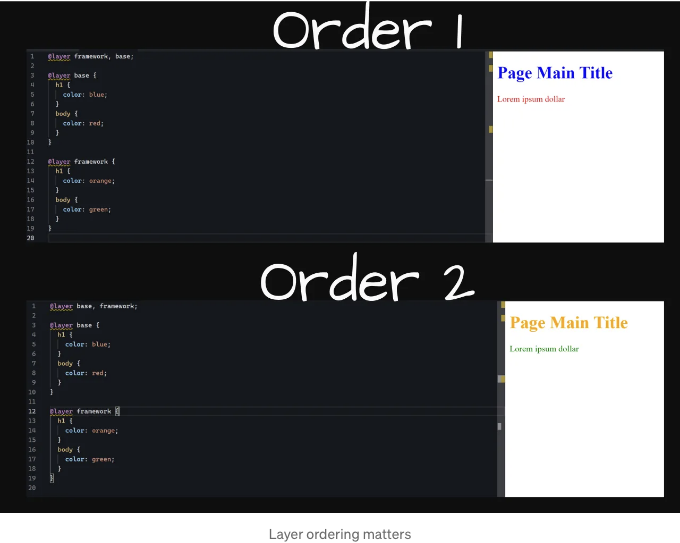 Order 1
1 @layer framework, base;
2
3 @layer base {
4 h1 {
5 color: blue;
6 }
7 body {
8 color: red;
9 }
10 }
11
12 @layer framework {
13 h1 {
14 color: orange;
15 }
16 body {
17 color: green;
18 }
19 }
20
Page Main Title
Lorem ipsum dollar
Order 2
1 @layer base, framework;
2
3 @layer base {
4 h1 {
5 color: blue;
6 }
7 body {
8 color: red;
9 }
10 }
11
12 @layer framework {
13 h1 {
14 color: orange;
15 }
16 body {
17 color: green;
18 }
19 }
20
Page Main Title
Lorem ipsum dollar
Layer ordering matters